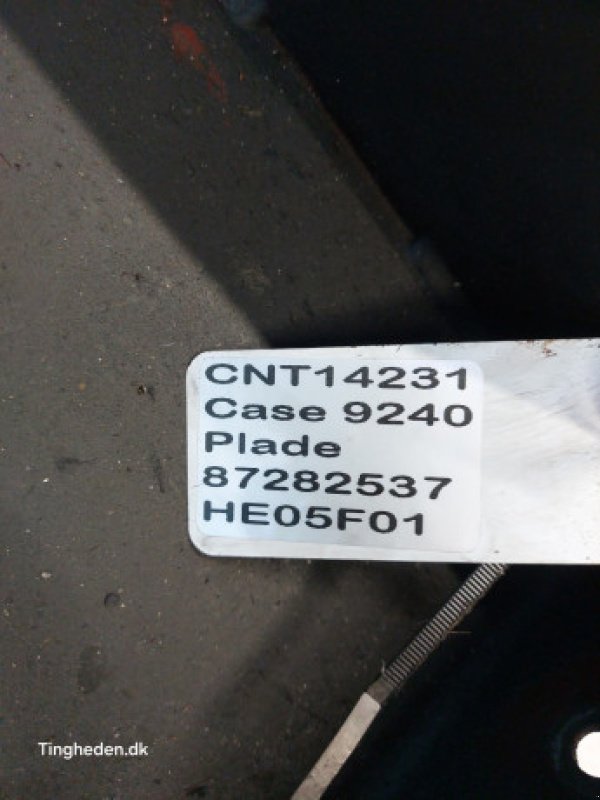 CNT14231
Case 9240
Plade
87282537
HE05F01
Tingheden.dk